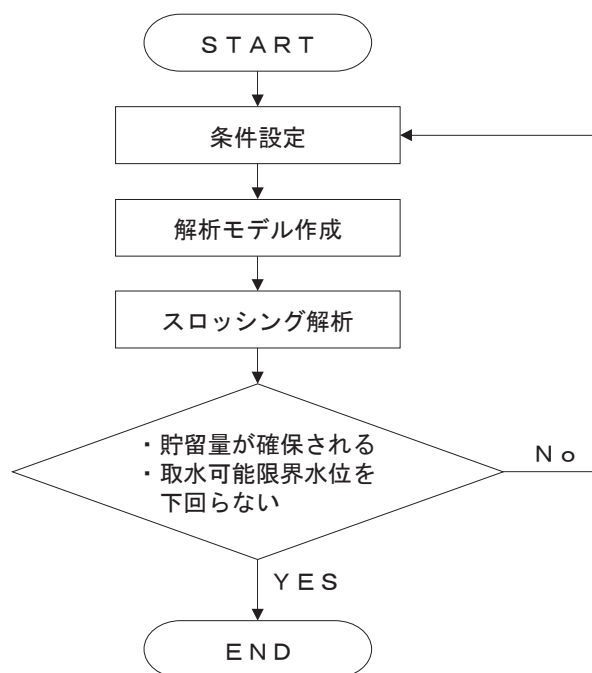 ＳＴＡＲＴ
条件設定
解析モデル作成
スロッシング解析
・貯留量が確保される
・取水可能限界水位を
下回らない
Ｎｏ
ＹＥＳ
ＥＮＤ